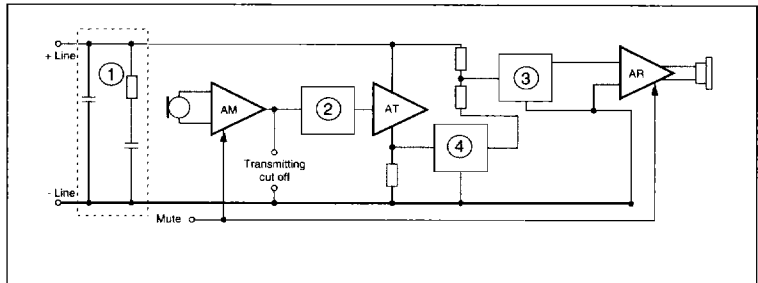 + Line
1
AM
2
AT
3
AR
4
Transmitting
cut off
- Line
Mute